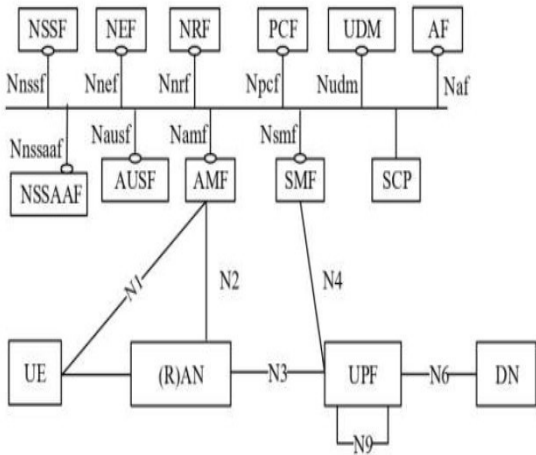 NSSF NEF NRF PCF UDM AF
Nnssf Nnef Nnrf Npcf Nudm Naf
Nnssaaf Nausf Namf Nsmf
NSSAAF AUSF AMF SMF SCP
N1 N2 N4
UE (R)AN N3 UPF N6 DN
N9